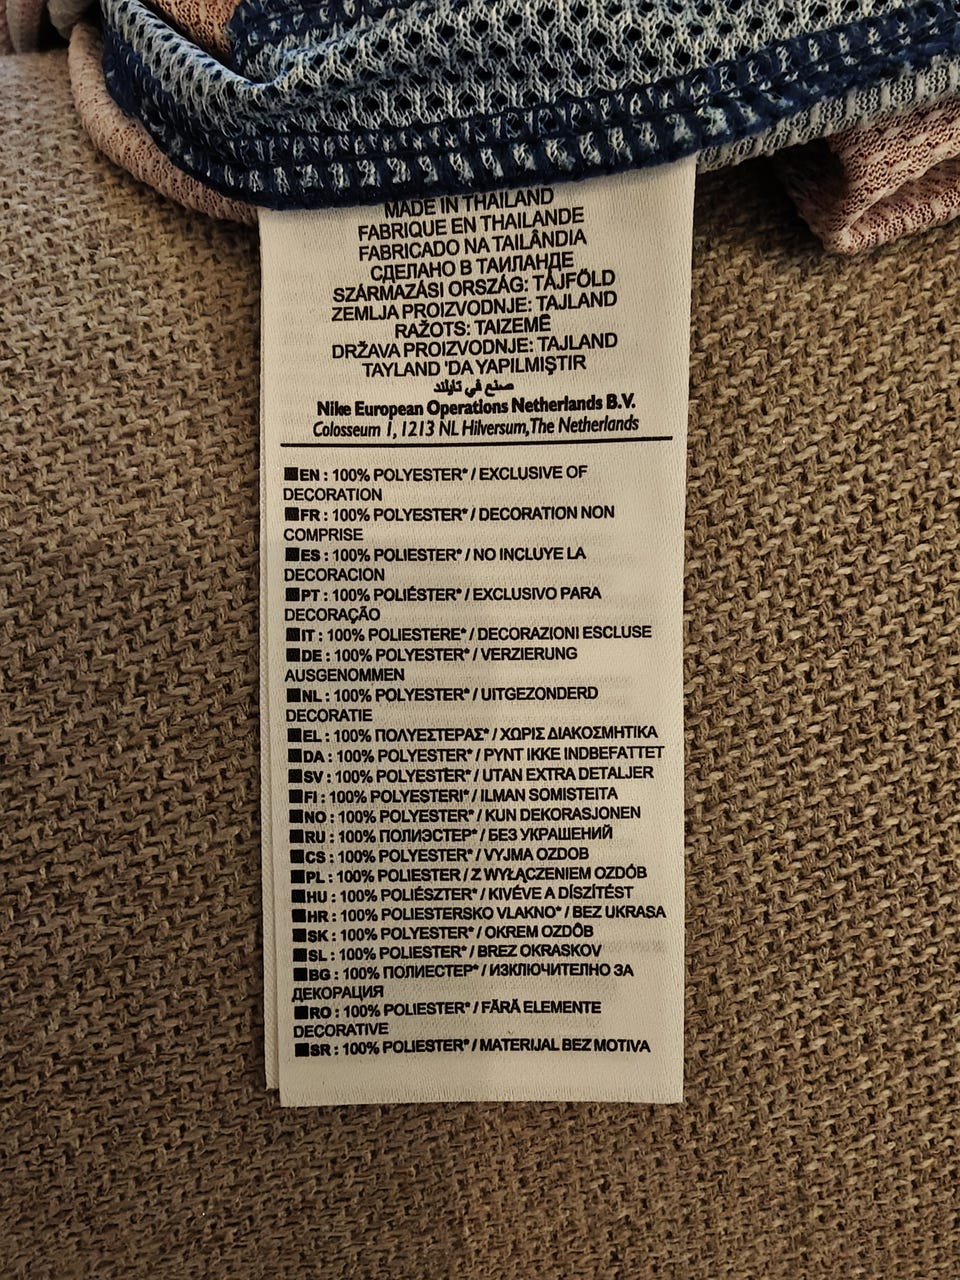 MADE IN THAILAND
FABRIQUE EN THAILANDE
FABRICADO NA TAILÂNDIA
СДЕЛАНО В ТАИЛАНДЕ
SZÁRMAZÁSI ORSZÁG: TÁJFÖLD
ZEMLJA PROIZVODNJE: TAJLAND
RAŽOTS: TAIZEMĒ
DRŽAVA PROIZVODNJE: TAJLAND
TAYLAND 'DA YAPILMIŞTIR
صنع في تايلند
Nike European Operations Netherlands B.V.
Colosseum 1, 1213 NL Hilversum, The Netherlands
■EN : 100% POLYESTER* / EXCLUSIVE OF
DECORATION
■FR : 100% POLYESTER* / DECORATION NON
COMPRISE
■ES : 100% POLIESTER* / NO INCLUYE LA
DECORACION
■PT : 100% POLIÉSTER* / EXCLUSIVO PARA
DECORAÇÃO
■IT : 100% POLIESTERE* / DECORAZIONI ESCLUSE
■DE : 100% POLYESTER* / VERZIERUNG
AUSGENOMMEN
■NL : 100% POLYESTER* / UITGEZONDERD
DECORATIE
■EL : 100% ΠΟΛΥΕΣΤΕΡΑΣ* / ΧΩΡΙΣ ΔΙΑΚΟΣΜΗΤΙΚΑ
■DA : 100% POLYESTER* / PYNT IKKE INDBEFATTET
■SV : 100% POLYESTER* / UTAN EXTRA DETALJER
■FI : 100% POLYESTERI* / ILMAN SOMISTEITA
■NO : 100% POLYESTER* / KUN DEKORASJONEN
■RU : 100% ПОЛИЭСТЕР* / БЕЗ УКРАШЕНИЙ
■CS : 100% POLYESTER* / VYJMA OZDOB
■PL : 100% POLIESTER / Z WYŁĄCZENIEM OZDÓB
■HU : 100% POLIÉSZTER* / KIVÉVE A DÍSZÍTÉST
■HR : 100% POLIESTERSKO VLAKNO* / BEZ UKRASA
■SK : 100% POLYESTER* / OKREM OZDÔB
■SL : 100% POLIESTER* / BREZ OKRASKOV
■BG : 100% ПОЛИЕСТЕР* / ИЗКЛЮЧИТЕЛНО ЗА
ДЕКОРАЦИЯ
■RO : 100% POLIESTER* / FĂRĂ ELEMENTE
DECORATIVE
■SR : 100% POLIESTER* / MATERIJAL BEZ MOTIVA